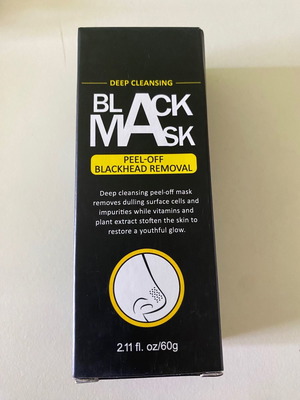 DEEP CLEANSING
BLACK
MASK
PEEL-OFF
BLACKHEAD REMOVAL
Deep cleansing peel-off mask
removes dulling surface cells and
impurities while vitamins and
plant extract stoften the skin to
restore a youthful glow.
2.11 fl. oz/60g